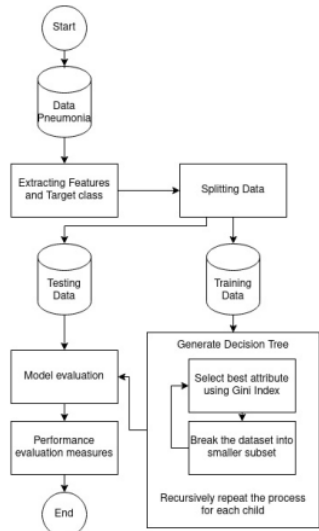 Start
Data
Pneumonia
Extracting Features
and Target class
Splitting Data
Testing
Data
Training
Data
Generate Decision Tree
Model evaluation
Select best attribute
using Gini Index
Performance
evaluation measures
Break the dataset into
smaller subset
Recursively repeat the process
for each child
End